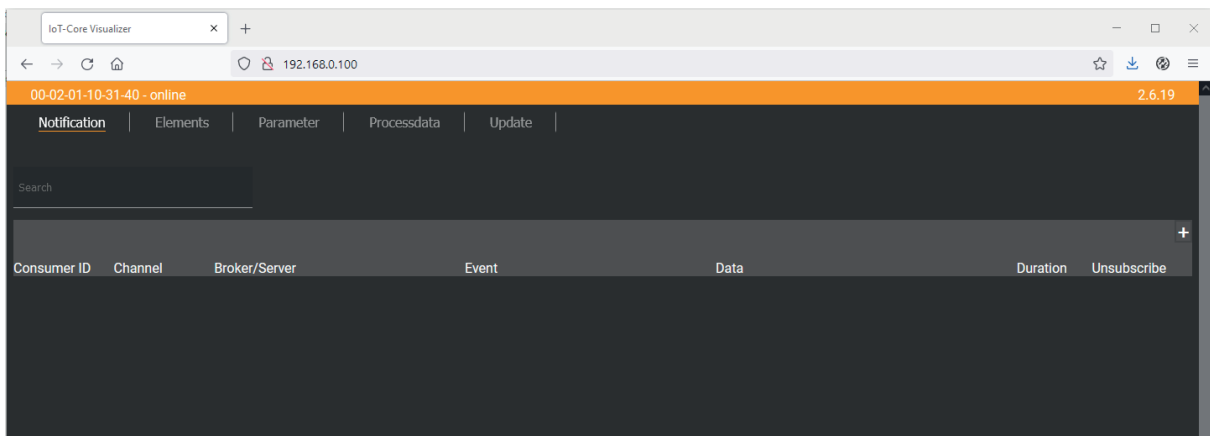 IoT-Core Visualizer
192.168.0.100
00-02-01-10-31-40 - online 2.6.19
Notification Elements Parameter Processdata Update
Search
Consumer ID Channel Broker/Server Event Data Duration Unsubscribe